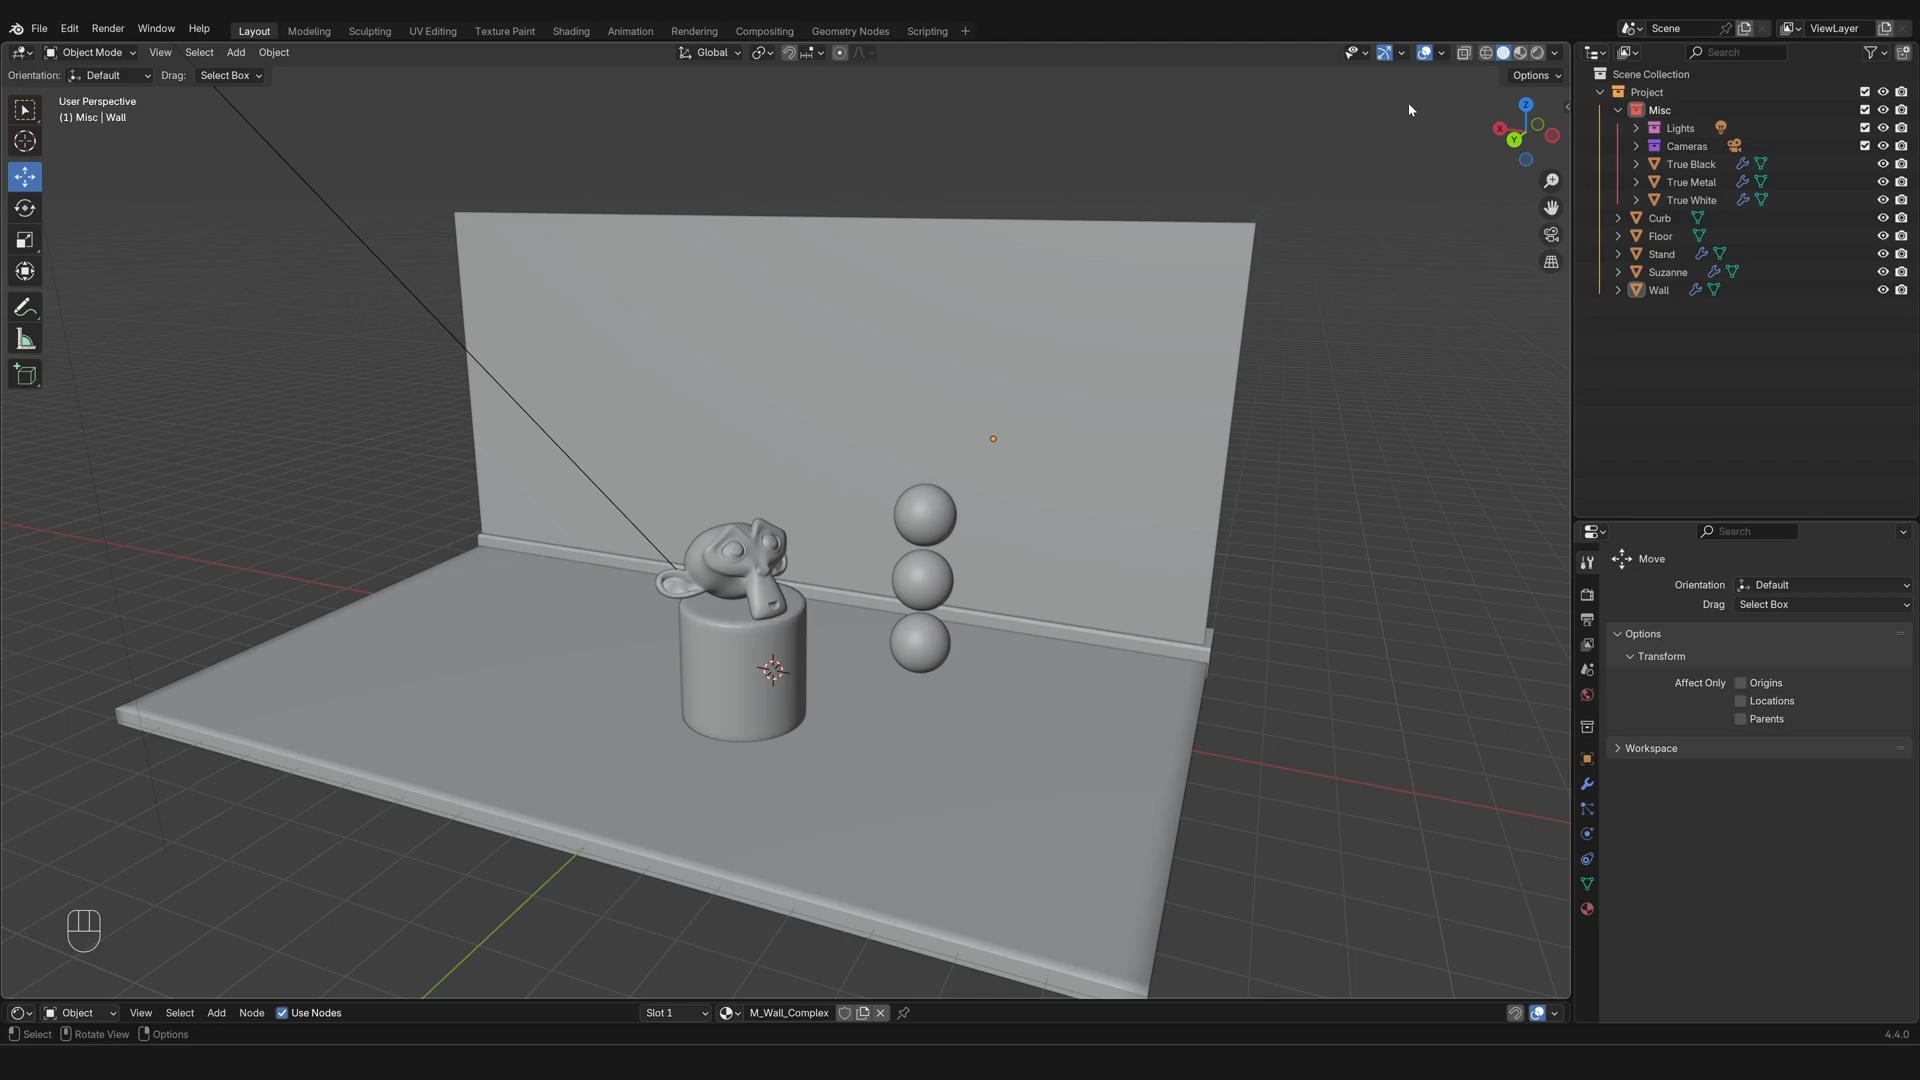 File Edit Render Window Help Layout Modeling Sculpting UV Editing Texture Paint Shading Animation Rendering Compositing Geometry Nodes Scripting + Scene ViewLayer
Object Mode View Select Add Object Global Search
Orientation: Default Drag: Select Box Options
User Perspective
(1) Misc | Wall
Z
X
Y
Scene Collection
Project
Misc
Lights
Cameras
True Black
True Metal
True White
Curb
Floor
Stand
Suzanne
Wall
Search
Move
Orientation Default
Drag Select Box
Options
Transform
Affect Only Origins
Locations
Parents
Workspace
Object View Select Add Node Use Nodes Slot 1 M_Wall_Complex
Select Rotate View Options 4.4.0